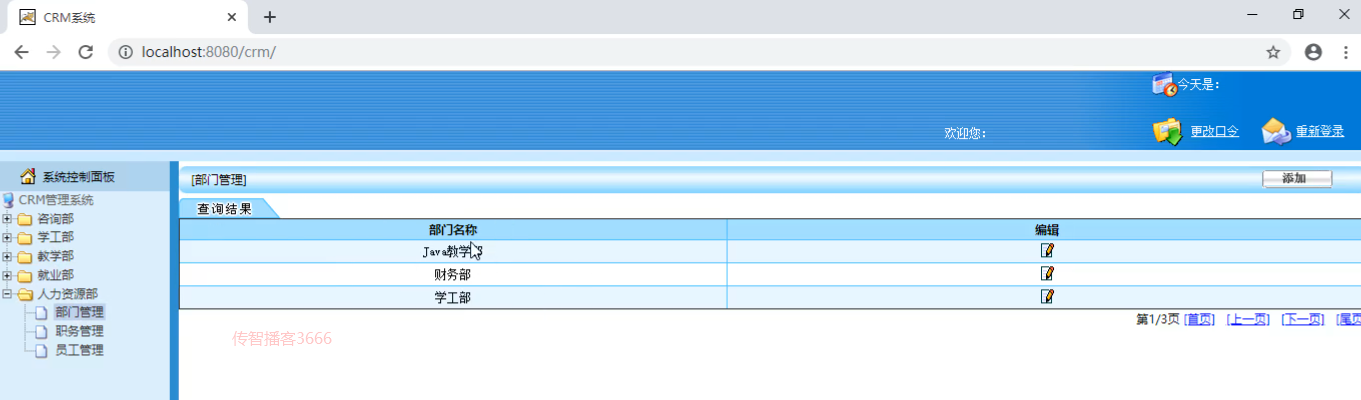 CRM系统
localhost:8080/crm/
今天是：
欢迎您：
更改口令
重新登录
系统控制面板
[部门管理]
添加
CRM管理系统
查询结果
咨询部
学工部
教学部
就业部
人力资源部
部门管理
职务管理
员工管理
部门名称
编辑
Java教学
财务部
学工部
第1/3页 [首页] [上一页] [下一页] [尾页
传智播客3666